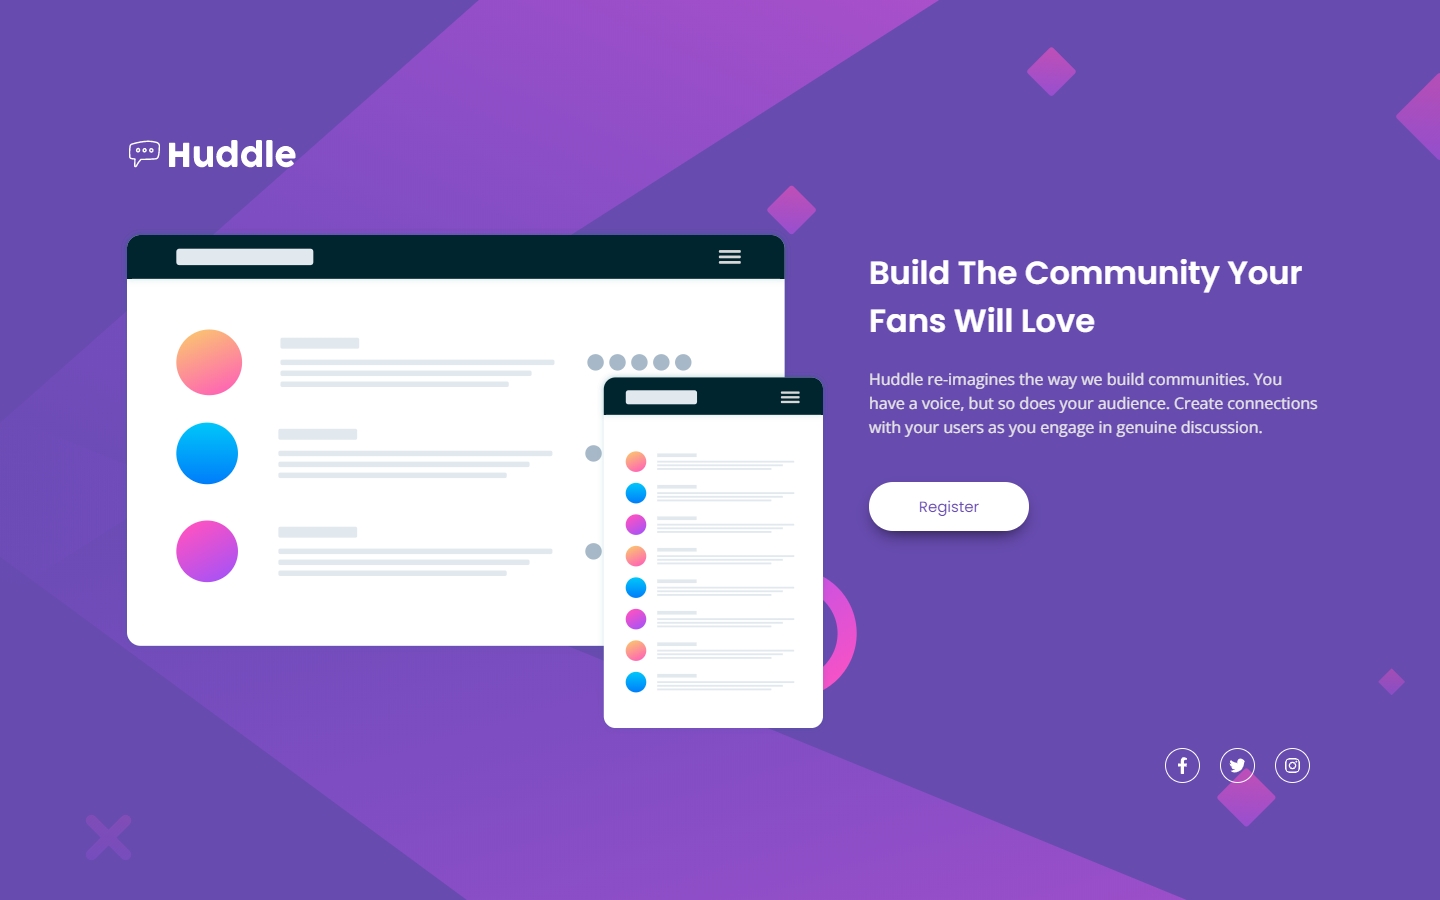 Huddle
Build The Community Your
Fans Will Love
Huddle re-imagines the way we build communities. You
have a voice, but so does your audience. Create connections
with your users as you engage in genuine discussion.
Register